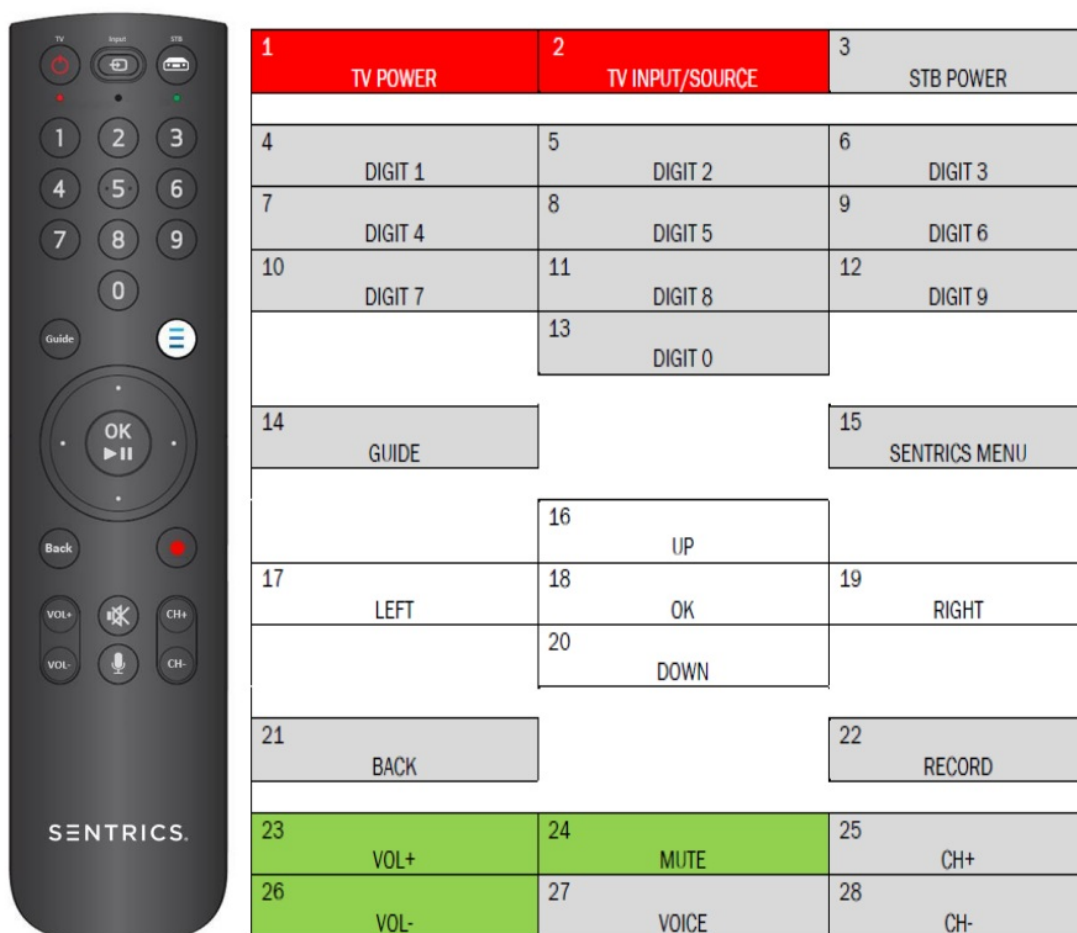 TV Input STB
1 2 3
4 5 6
7 8 9
0
Guide
OK
Back
VOL+ CH+
VOL- CH-
SENTRICS.
1 2 3
TV POWER TV INPUT/SOURCE STB POWER
4 5 6
DIGIT 1 DIGIT 2 DIGIT 3
7 8 9
DIGIT 4 DIGIT 5 DIGIT 6
10 11 12
DIGIT 7 DIGIT 8 DIGIT 9
13
DIGIT 0
14 15
GUIDE SENTRICS MENU
16
UP
17 18 19
LEFT OK RIGHT
20
DOWN
21 22
BACK RECORD
23 24 25
VOL+ MUTE CH+
26 27 28
VOL- VOICE CH-